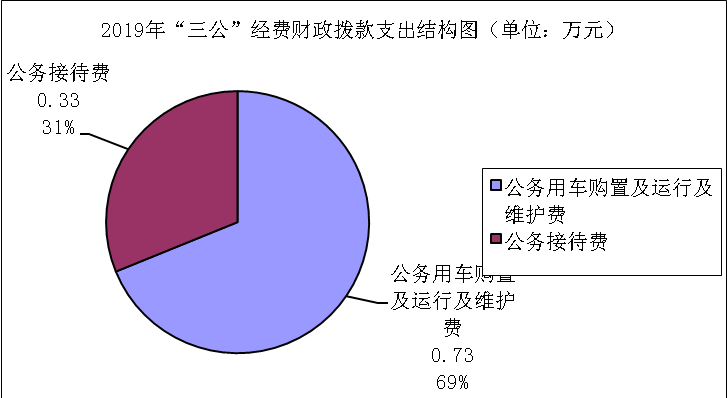 2019年“三公”经费财政拨款支出结构图（单位：万元）
公务接待费
0.33
31%
公务用车购置及运行及
维护费
公务接待费
公务用车购置
及运行及维护
费
0.73
69%